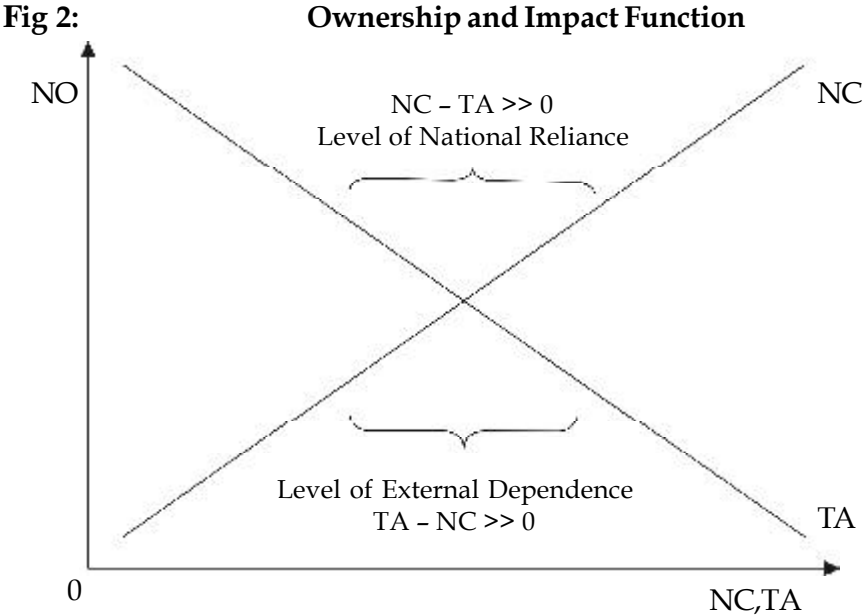 Fig 2: Ownership and Impact Function
NO
NC
NC – TA >> 0
Level of National Reliance
Level of External Dependence
TA – NC >> 0
TA
0
NC,TA